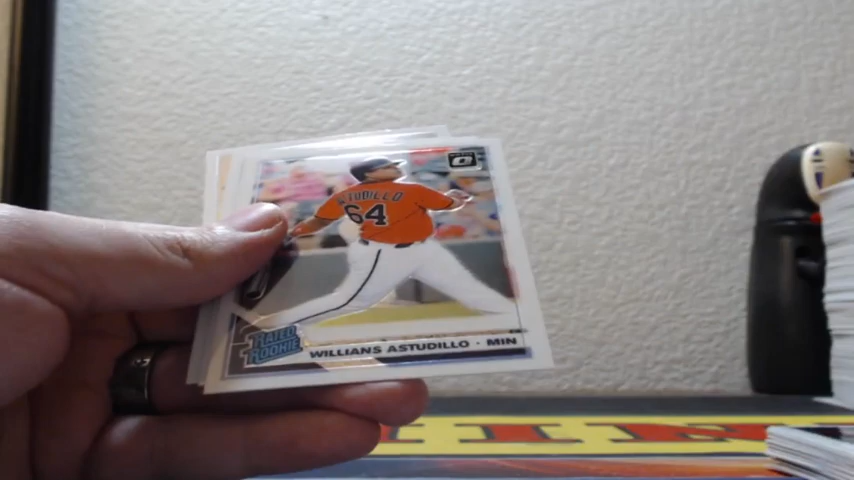 ASTUDILLO
64
RATED
ROOKIE
WILLIANS ASTUDILLO · MIN